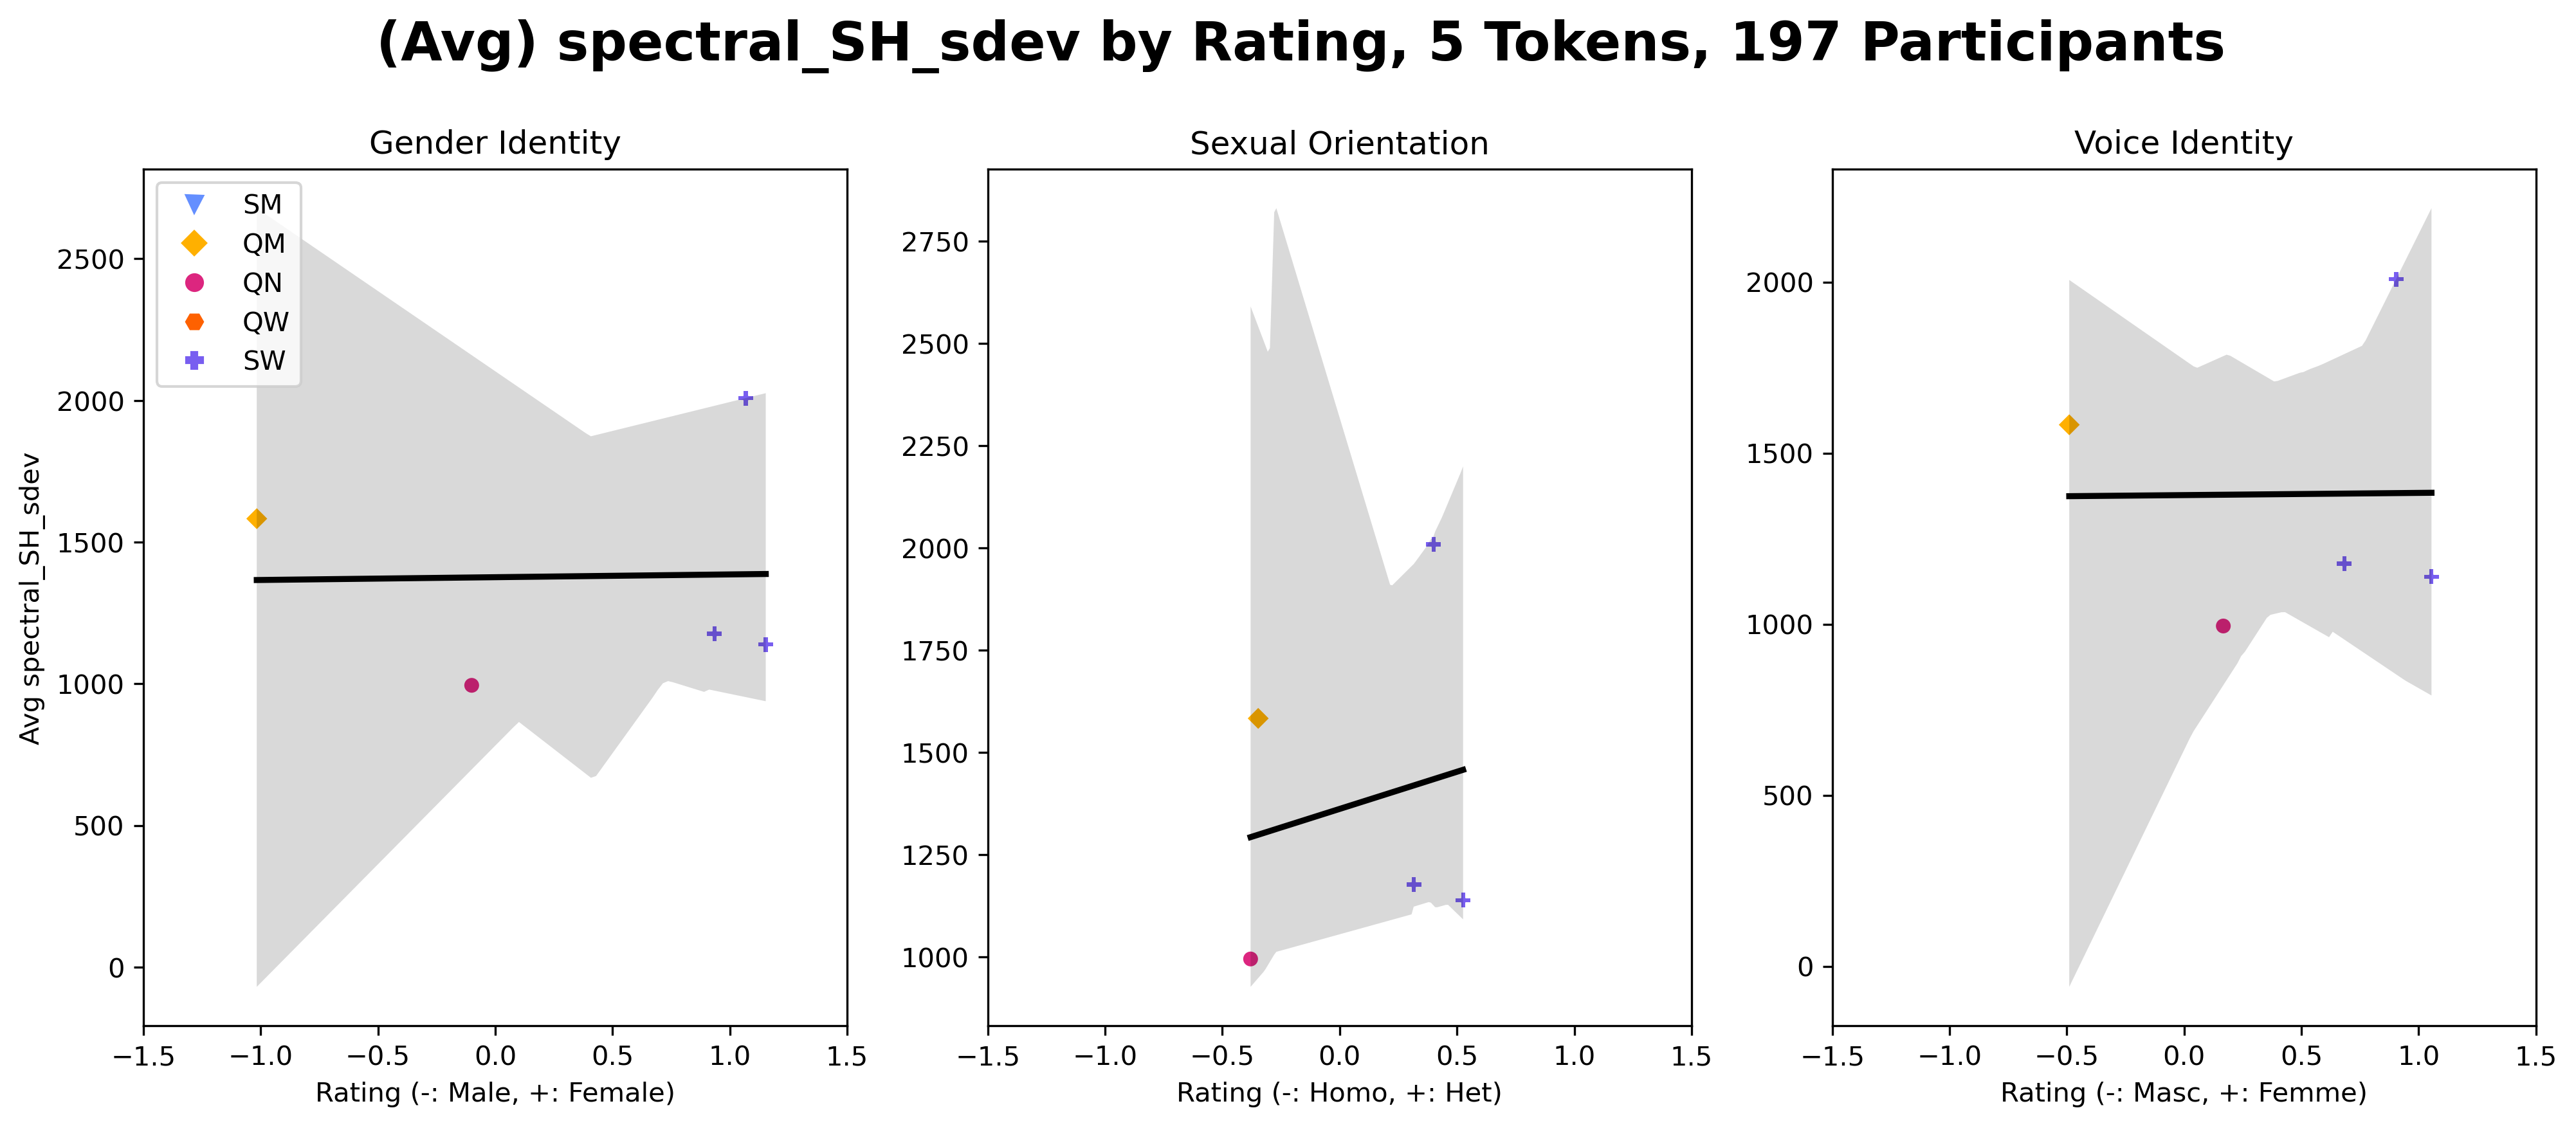 (Avg) spectral_SH_sdev by Rating, 5 Tokens, 197 Participants
Gender Identity
Avg spectral_SH_sdev
2500
2000
1500
1000
500
0
SM
QM
QN
QW
SW
−1.5 −1.0 −0.5 0.0 0.5 1.0 1.5
Rating (-: Male, +: Female)
Sexual Orientation
2750
2500
2250
2000
1750
1500
1250
1000
−1.5 −1.0 −0.5 0.0 0.5 1.0 1.5
Rating (-: Homo, +: Het)
Voice Identity
2000
1500
1000
500
0
−1.5 −1.0 −0.5 0.0 0.5 1.0 1.5
Rating (-: Masc, +: Femme)